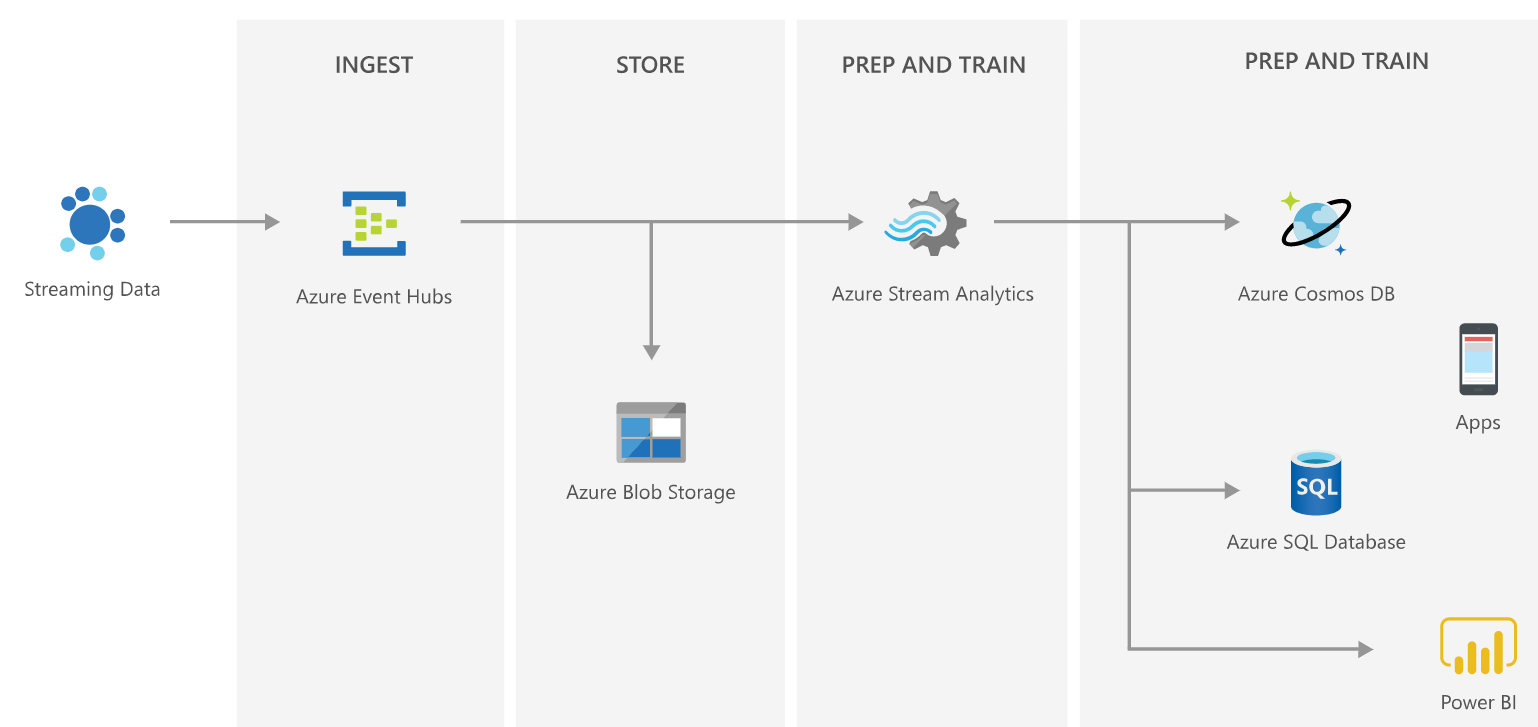 INGEST
STORE
PREP AND TRAIN
PREP AND TRAIN
Streaming Data
Azure Event Hubs
Azure Stream Analytics
Azure Cosmos DB
Apps
Azure Blob Storage
SQL
Azure SQL Database
Power BI